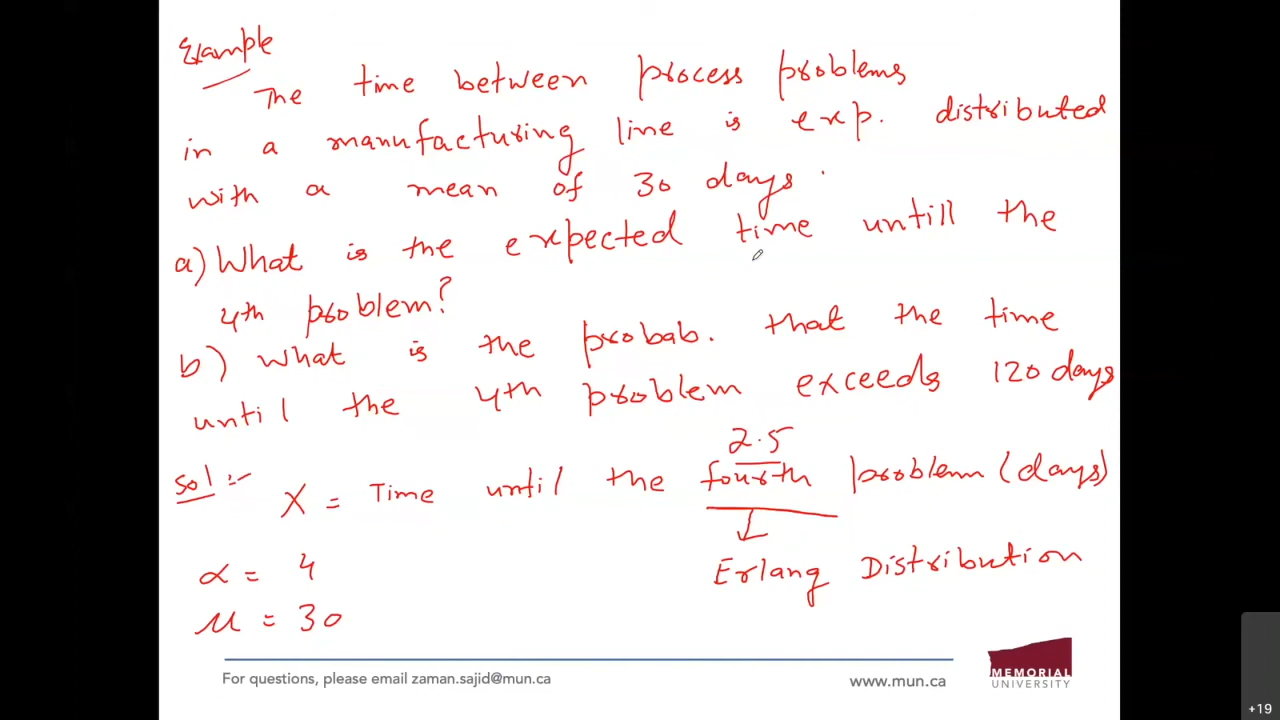 Example
The time between process problems
in a manufacturing line is exp. distributed
with a mean of 30 days.
a) What is the expected time untill the
4th problem?
b) What is the probab. that the time
until the 4th problem exceeds 120 days
2.5
Sol :- X = Time until the fourth problem (days)
Erlang Distribution
α = 4
μ = 30
For questions, please email zaman.sajid@mun.ca
www.mun.ca
MEMORIAL
UNIVERSITY
+19